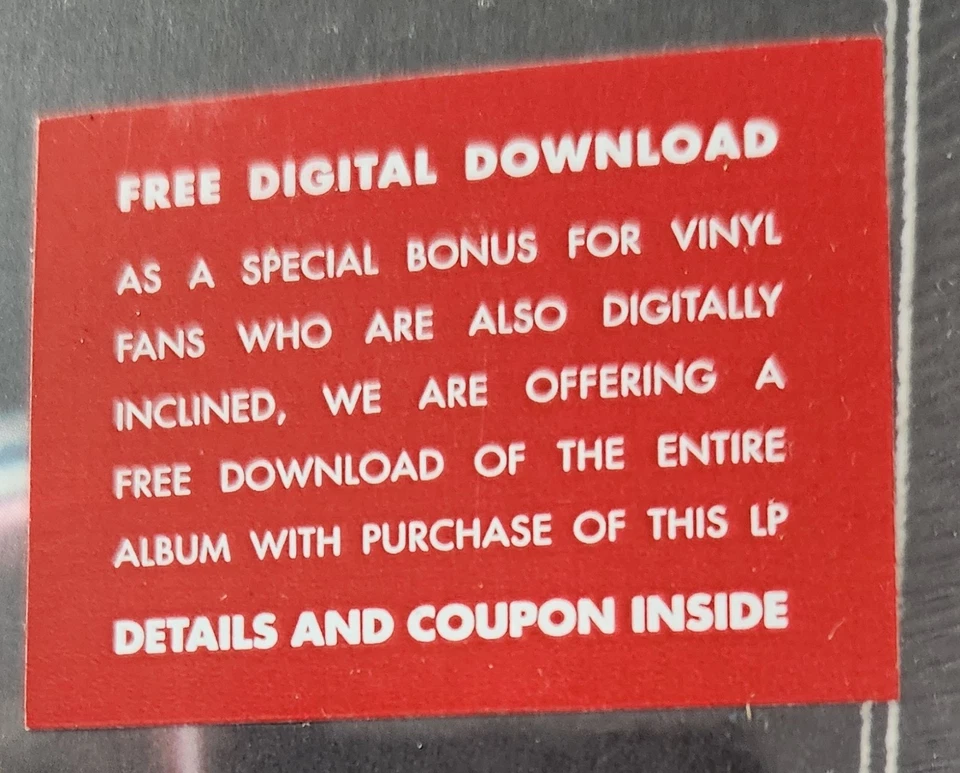 FREE DIGITAL DOWNLOAD
AS A SPECIAL BONUS FOR VINYL
FANS WHO ARE ALSO DIGITALLY
INCLINED, WE ARE OFFERING A
FREE DOWNLOAD OF THE ENTIRE
ALBUM WITH PURCHASE OF THIS LP
DETAILS AND COUPON INSIDE